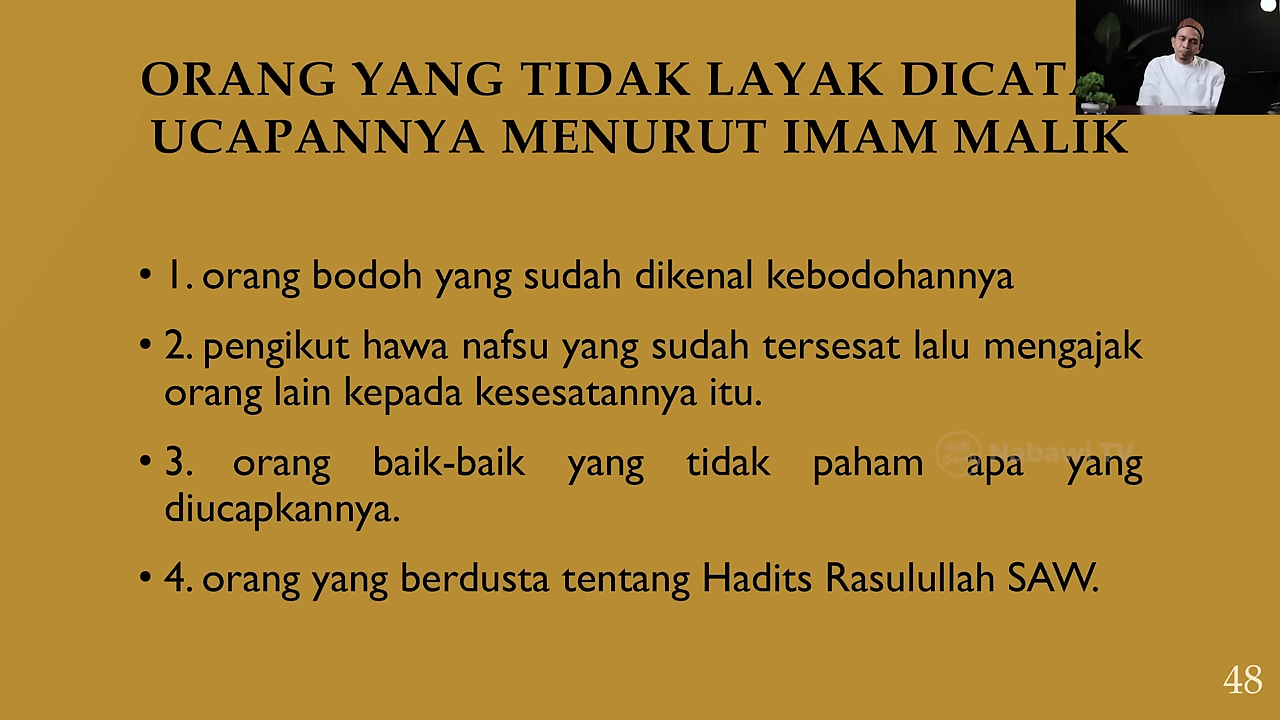 ORANG YANG TIDAK LAYAK
UCAPANNYA MENURUT IMAM MALIK
• 1. orang bodoh yang sudah dikenal kebodohannya
• 2. pengikut hawa nafsu yang sudah tersesat lalu mengajak
orang lain kepada kesesatannya itu.
• 3. orang baik-baik yang tidak paham apa yang
diucapkannya.
Nabawi TV
• 4. orang yang berdusta tentang Hadits Rasulullah SAW.
48